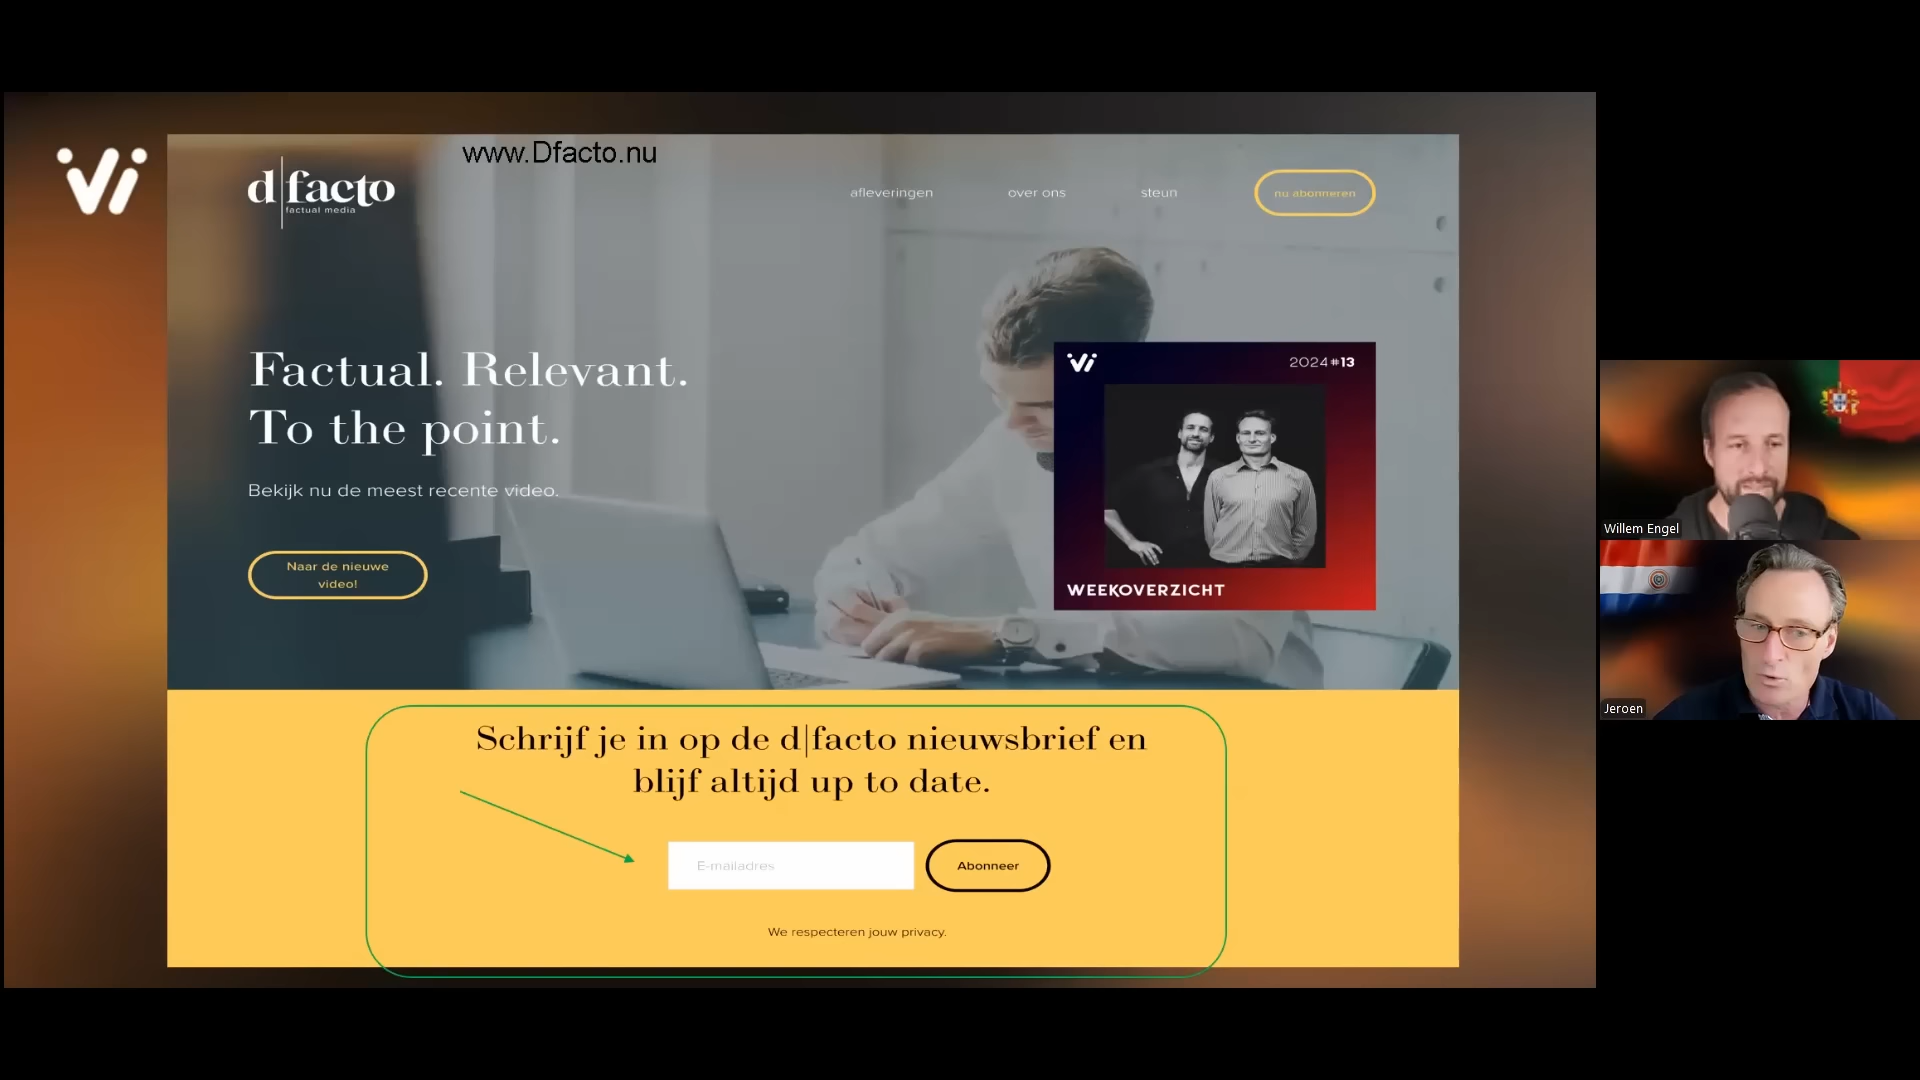 www.Dfacto.nu
d|facto
factual media
afleveringen
over ons
steun
nu abonneren
Factual. Relevant.
To the point.
Bekijk nu de meest recente video.
Naar de nieuwe
video!
2024#13
WEEKOVERZICHT
Schrijf je in op de d|facto nieuwsbrief en
blijf altijd up to date.
E-mailadres
Abonneer
We respecteren jouw privacy.
Willem Engel
Jeroen